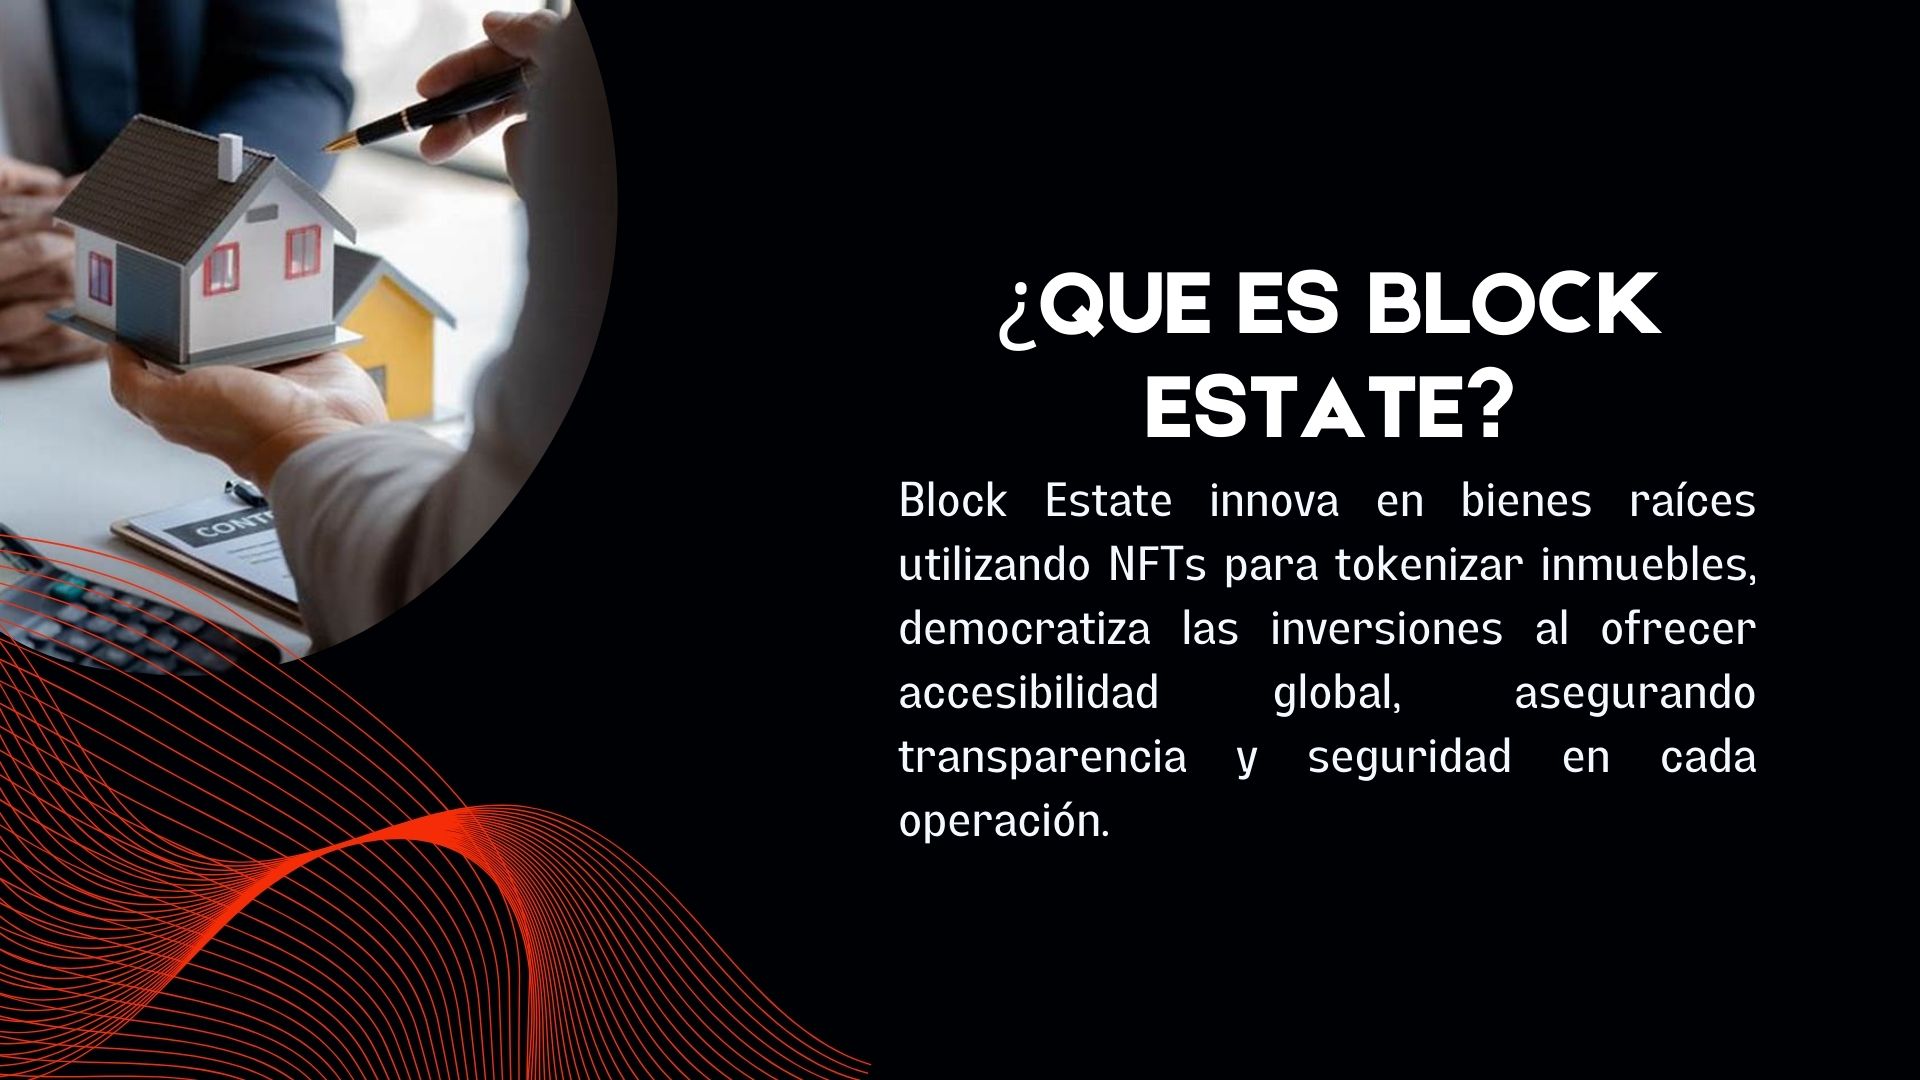 ¿QUE ES BLOCK
ESTATE?
Block Estate innova en bienes raíces
utilizando NFTs para tokenizar inmuebles,
democratiza las inversiones al ofrecer
accesibilidad global, asegurando
transparencia y seguridad en cada
operación.